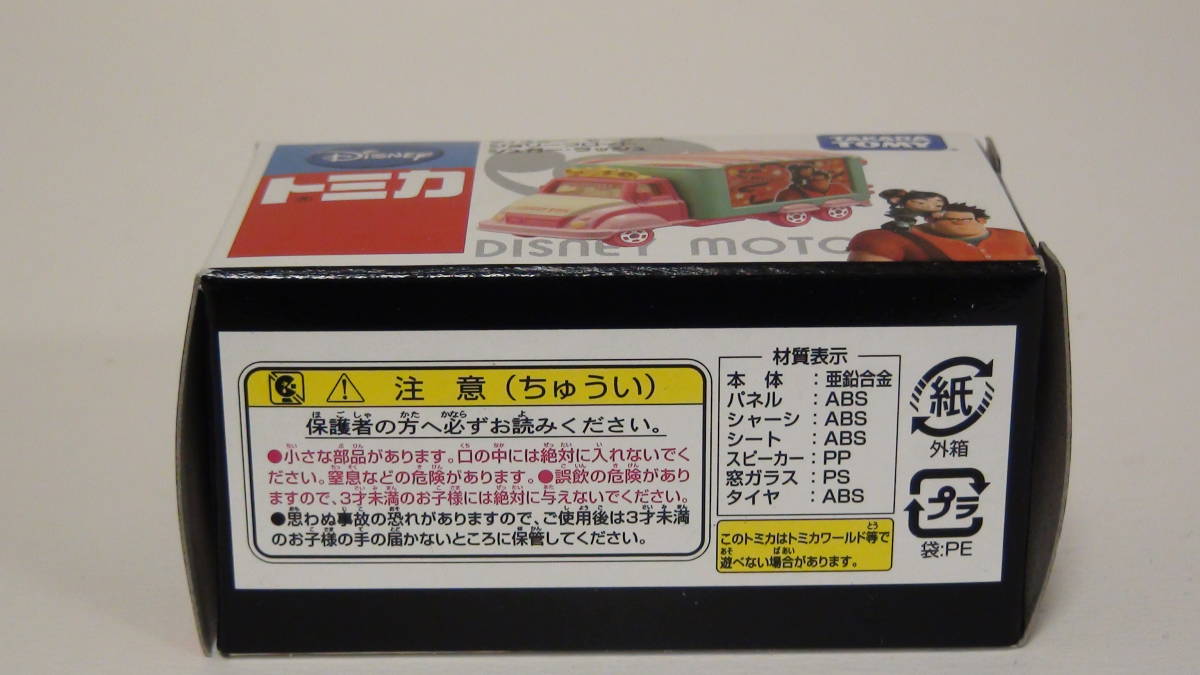 DISNEY
トミカ
シュガー・ラッシュ
TAKARA
TOMY
DISNEY MOTO
注意(ちゅうい)
保護者の方へ必ずお読みください。
●小さな部品があります。口の中には絶対に入れないでく
ださい。窒息などの危険があります。●誤飲の危険があり
ますので、3才未満のお子様には絶対に与えないでください。
●思わぬ事故の恐れがありますので、ご使用後は3才未満
のお子様の手の届かないところに保管してください。
材質表示
本体:亜鉛合金
パネル:ABS
シャーシ:ABS
シート:ABS
スピーカー:PP
窓ガラス:PS
タイヤ:ABS
このトミカはトミカワールド等で
遊べない場合があります。
紙
外箱
プラ
袋:PE